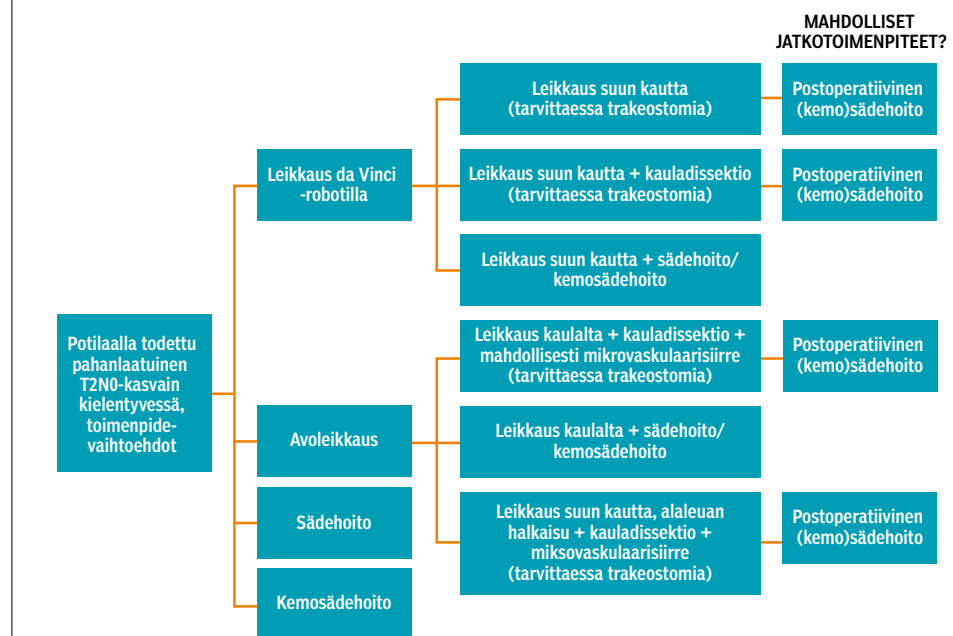 MAHDOLLISET
JATKOTOIMENPITEET?
Leikkaus suun kautta
(tarvittaessa trakeostomia)
Postoperatiivinen
(kemo)sädehoito
Leikkaus da Vinci
-robotilla
Leikkaus suun kautta + kauladissektio
(tarvittaessa trakeostomia)
Postoperatiivinen
(kemo)sädehoito
Leikkaus suun kautta + sädehoito/
kemosädehoito
Potilaalla todettu
pahanlaatuinen
T2N0-kasvain
kielentyvessä,
toimenpide-
vaihtoehdot
Leikkaus kaulalta + kauladissektio +
mahdollisesti mikrovaskulaarisiirre
(tarvittaessa trakeostomia)
Postoperatiivinen
(kemo)sädehoito
Avoleikkaus
Leikkaus kaulalta + sädehoito/
kemosädehoito
Sädehoito
Leikkaus suun kautta, alaleuan
halkaisu + kauladissektio +
miksovaskulaarisiirre
(tarvittaessa trakeostomia)
Postoperatiivinen
(kemo)sädehoito
Kemosädehoito